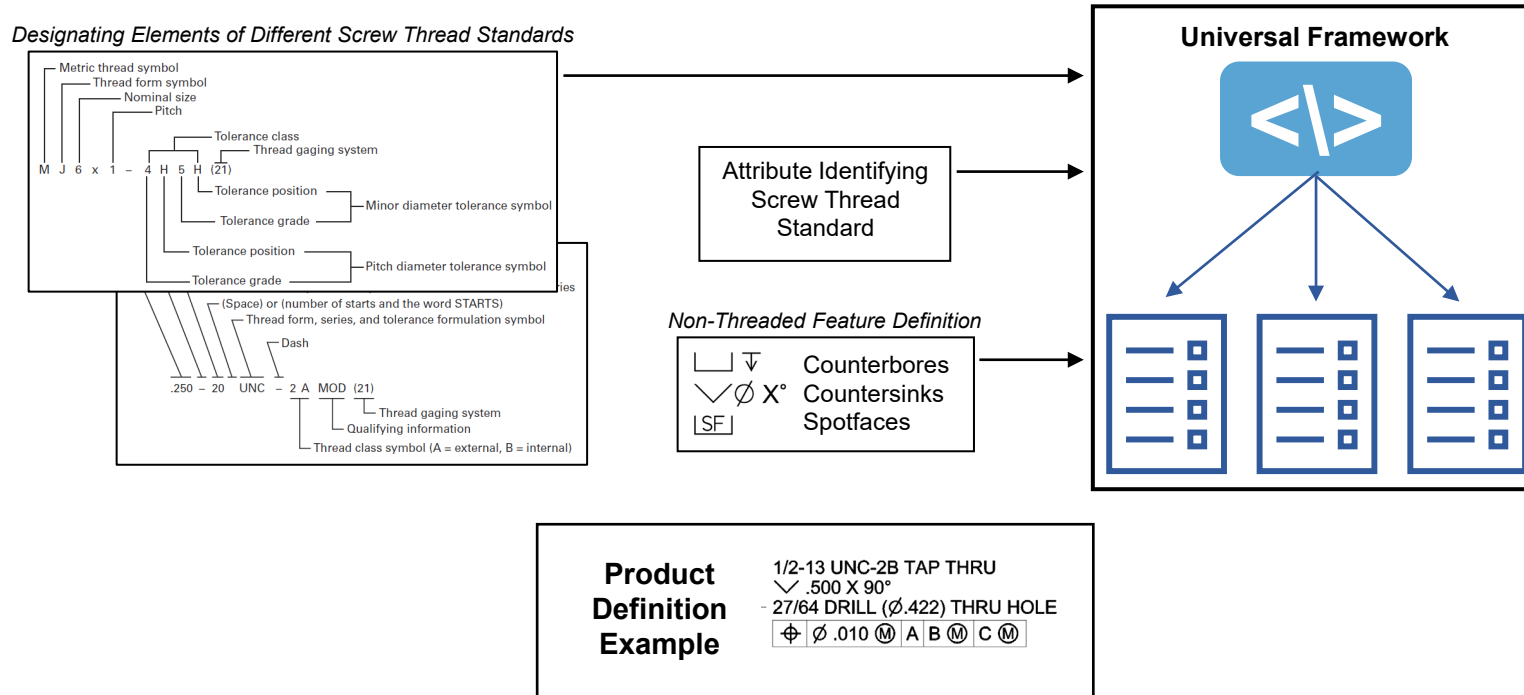 Designating Elements of Different Screw Thread Standards
Metric thread symbol
Thread form symbol
Nominal size
Pitch
Tolerance class
Thread gaging system
M J 6 x 1 – 4 H 5 H (21)
Tolerance position
Minor diameter tolerance symbol
Tolerance grade
Tolerance position
Pitch diameter tolerance symbol
Tolerance grade
(Space) or (number of starts and the word STARTS)
Thread form, series, and tolerance formulation symbol
Dash
.250 – 20 UNC – 2 A MOD (21)
Thread gaging system
Qualifying information
Thread class symbol (A = external, B = internal)
Attribute Identifying
Screw Thread
Standard
Non-Threaded Feature Definition
⌴ ↧ Counterbores
⌵ Ø X° Countersinks
SF Spotfaces
Universal Framework
<\>
Product
Definition
Example
1/2-13 UNC-2B TAP THRU
⌵ .500 X 90°
- 27/64 DRILL (Ø.422) THRU HOLE
⌖ Ø .010 Ⓜ A B Ⓜ C Ⓜ